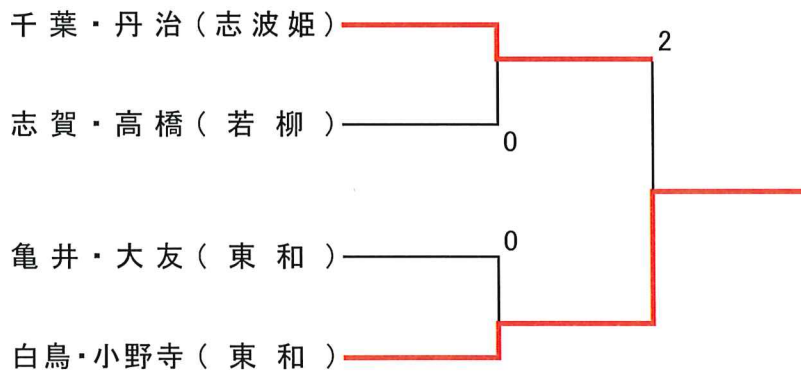 千葉・丹治(志波姫)
2
志賀・高橋(若柳)
0
0
亀井・大友(東和)
白鳥・小野寺(東和)